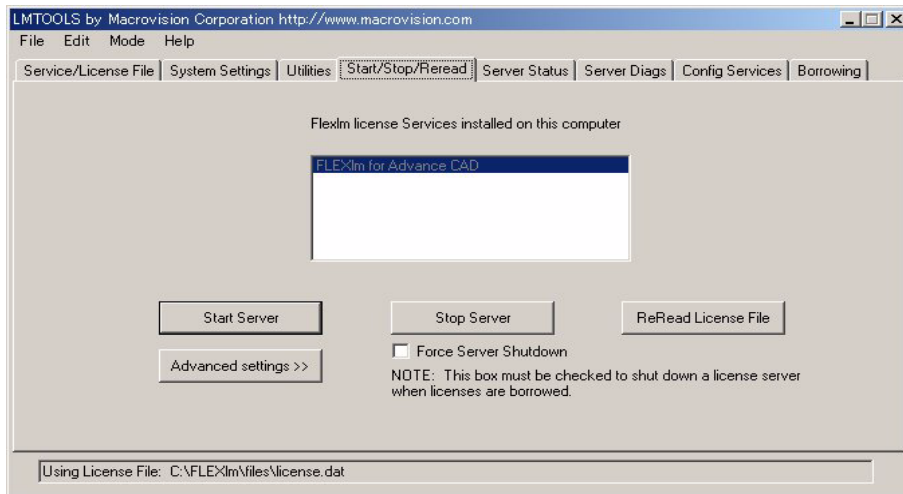 LMTOOLS by Macrovision Corporation http://www.macrovision.com
File Edit Mode Help
Service/License File System Settings Utilities Start/Stop/Reread Server Status Server Diags Config Services Borrowing
Flexlm license Services installed on this computer
FLEXlm for Advance CAD
Start Server Stop Server ReRead License File
Force Server Shutdown
Advanced settings >>
NOTE: This box must be checked to shut down a license server
when licenses are borrowed.
Using License File: C:\FLEXlm\files\license.dat